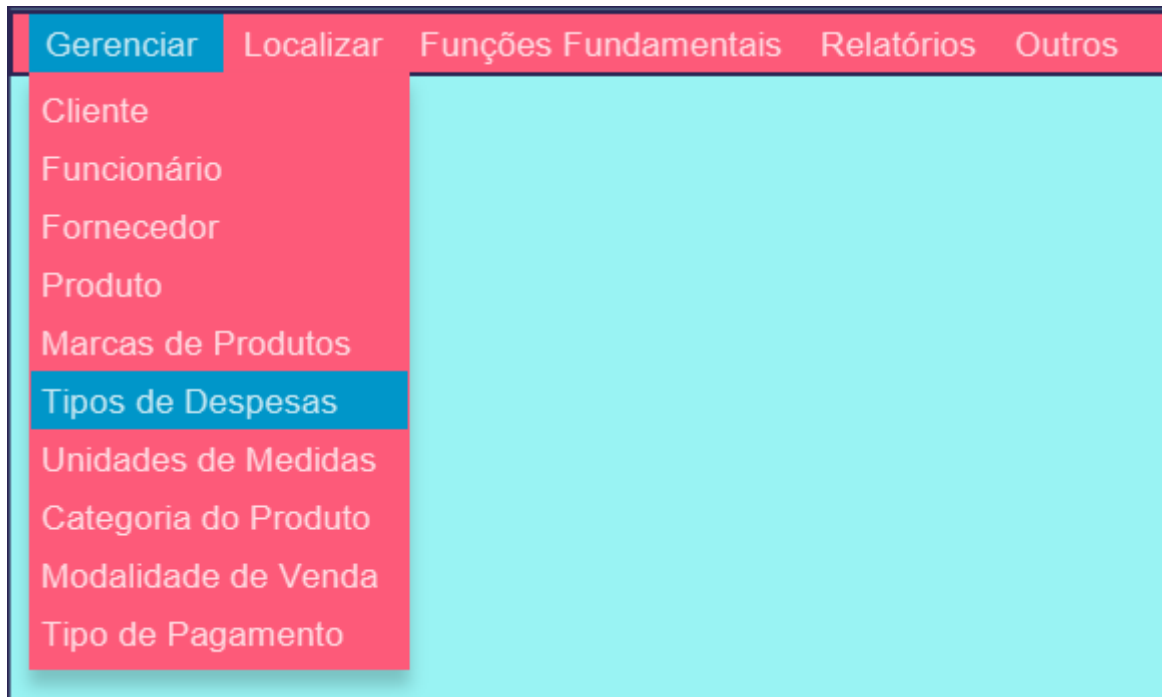 Gerenciar Localizar Funções Fundamentais Relatórios Outros
Cliente
Funcionário
Fornecedor
Produto
Marcas de Produtos
Tipos de Despesas
Unidades de Medidas
Categoria do Produto
Modalidade de Venda
Tipo de Pagamento